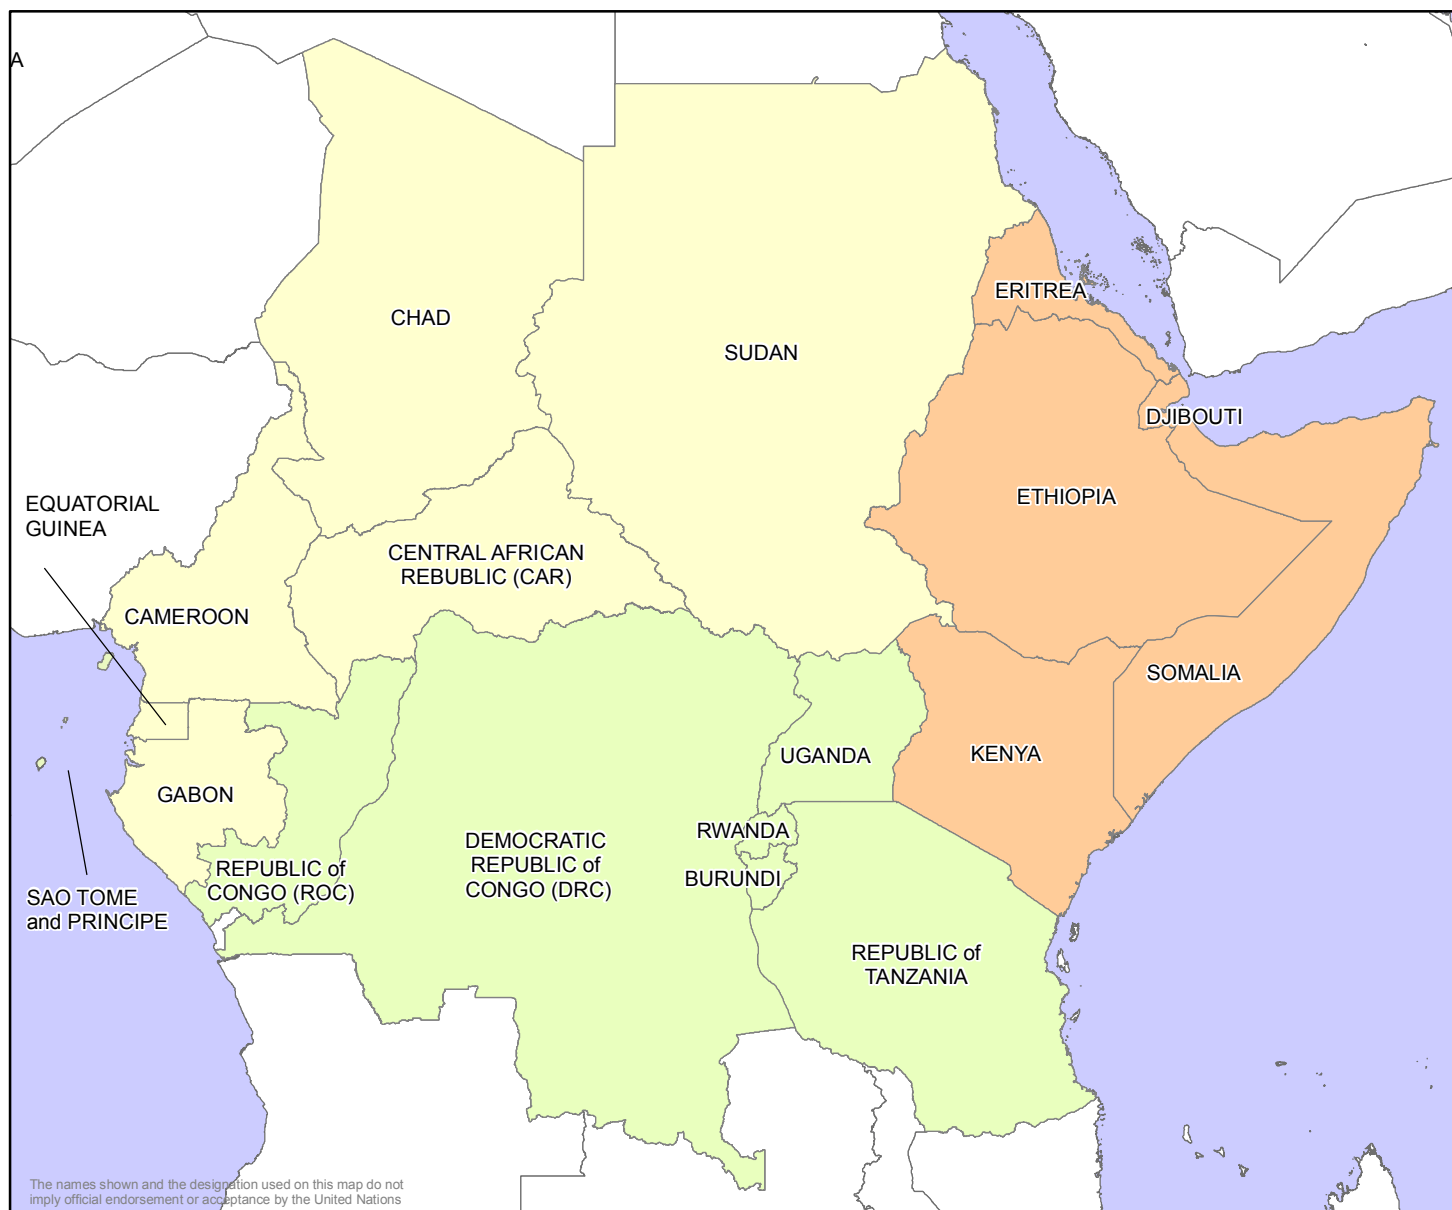 A
CHAD
SUDAN
ERITREA
DJIBOUTI
ETHIOPIA
EQUATORIAL
GUINEA
CENTRAL AFRICAN
REBUBLIC (CAR)
CAMEROON
SOMALIA
UGANDA
KENYA
GABON
RWANDA
DEMOCRATIC
REPUBLIC of
CONGO (DRC)
REPUBLIC of
CONGO (ROC)
BURUNDI
SAO TOME
and PRINCIPE
REPUBLIC of
TANZANIA
The names shown and the designation used on this map do not
imply official endorsement or acceptance by the United Nations